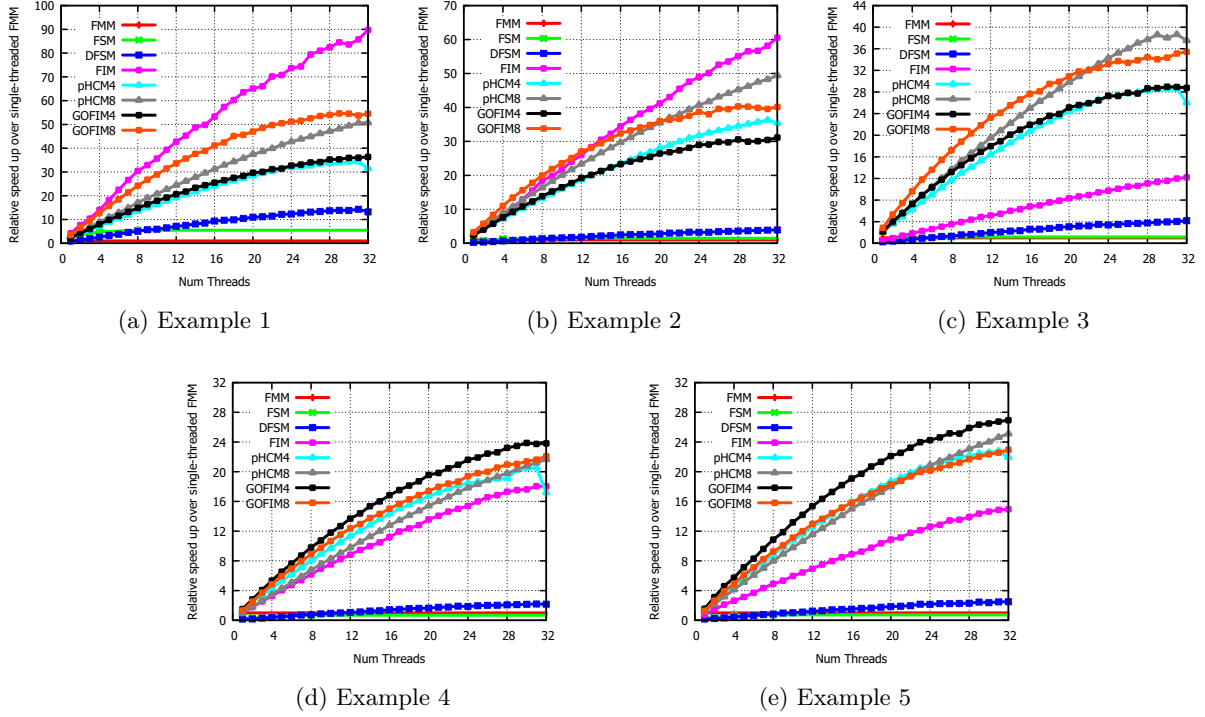 Relative speed up over single-threaded FMM
100
90
80
70
60
50
40
30
20
10
0
FMM
FSM
DFSM
FIM
pHCM4
pHCM8
GOFIM4
GOFIM8
0 4 8 12 16 20 24 28 32
Num Threads
(a) Example 1
Relative speed up over single-threaded FMM
70
60
50
40
30
20
10
0
FMM
FSM
DFSM
FIM
pHCM4
pHCM8
GOFIM4
GOFIM8
0 4 8 12 16 20 24 28 32
Num Threads
(b) Example 2
Relative speed up over single-threaded FMM
44
40
36
32
28
24
20
16
12
8
4
0
FMM
FSM
DFSM
FIM
pHCM4
pHCM8
GOFIM4
GOFIM8
0 4 8 12 16 20 24 28 32
Num Threads
(c) Example 3
Relative speed up over single-threaded FMM
32
28
24
20
16
12
8
4
0
FMM
FSM
DFSM
FIM
pHCM4
pHCM8
GOFIM4
GOFIM8
0 4 8 12 16 20 24 28 32
Num Threads
(d) Example 4
Relative speed up over single-threaded FMM
32
28
24
20
16
12
8
4
0
FMM
FSM
DFSM
FIM
pHCM4
pHCM8
GOFIM4
GOFIM8
0 4 8 12 16 20 24 28 32
Num Threads
(e) Example 5